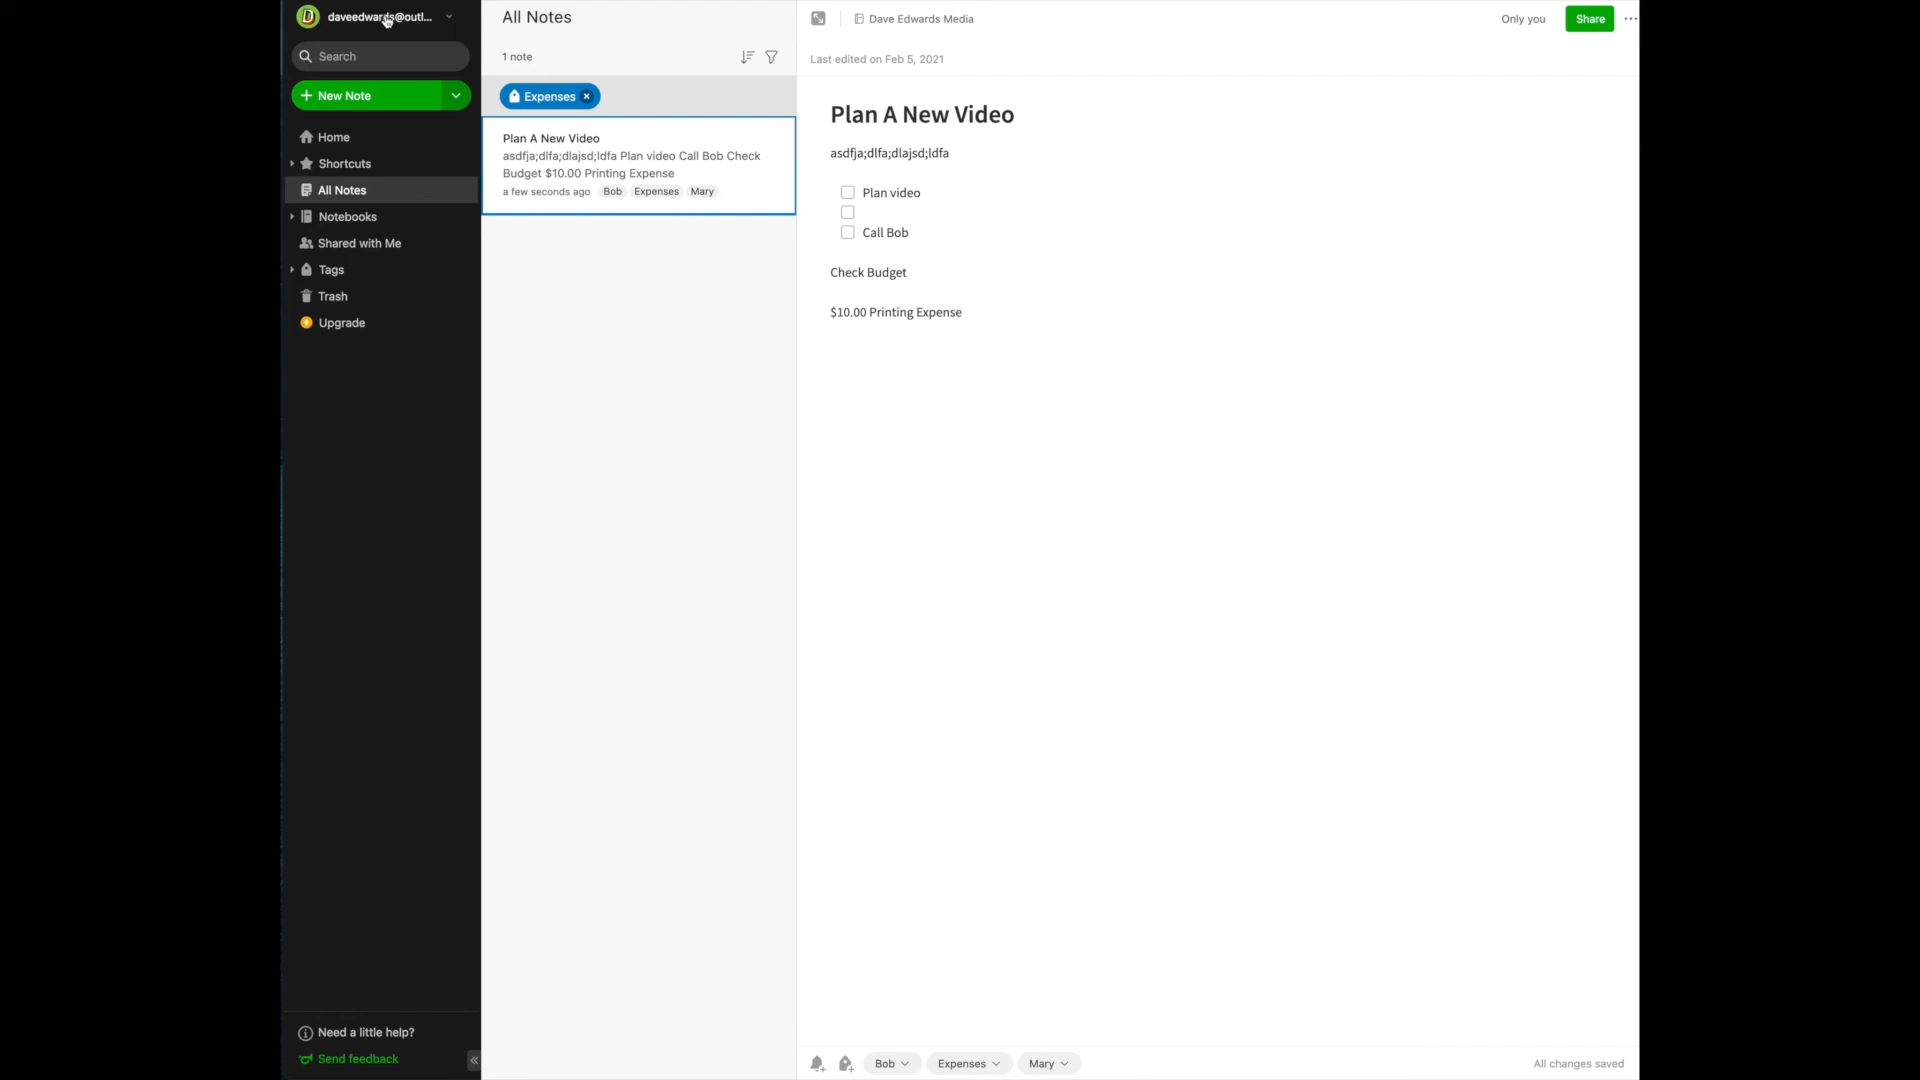 D daveedwards@outl...
Search
New Note
Home
Shortcuts
All Notes
Notebooks
Shared with Me
Tags
Trash
Upgrade
Need a little help?
Send feedback
All Notes
1 note
Expenses
Plan A New Video
asdfja;dlfa;dlajsd;ldfa Plan video Call Bob Check
Budget $10.00 Printing Expense
a few seconds ago Bob Expenses Mary
Dave Edwards Media
Only you
Share
Last edited on Feb 5, 2021
Plan A New Video
asdfja;dlfa;dlajsd;ldfa
Plan video
Call Bob
Check Budget
$10.00 Printing Expense
Bob Expenses Mary
All changes saved